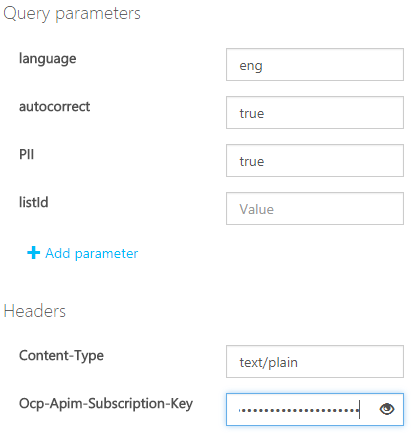 Query parameters
language
eng
autocorrect
true
PII
true
listId
Value
+ Add parameter
Headers
Content-Type
text/plain
Ocp-Apim-Subscription-Key